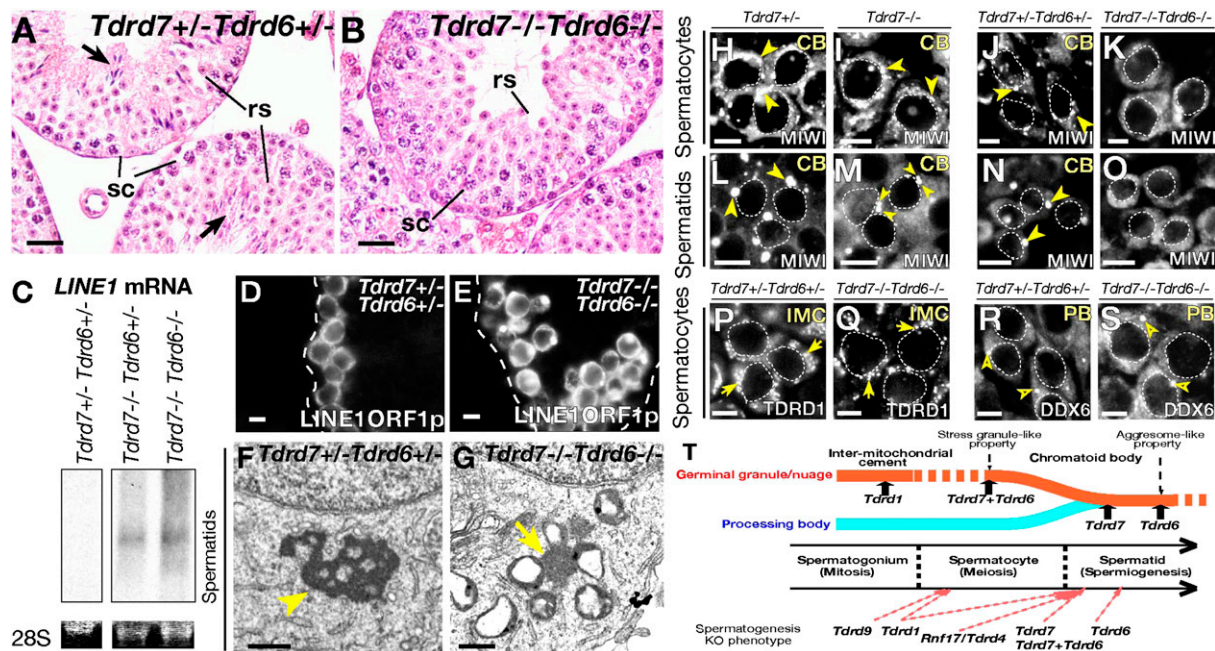 A Tdrd7+/-Tdrd6+/-
rs
sc
B Tdrd7-/-Tdrd6-/-
rs
sc
C LINE1 mRNA
Tdrd7+/- Tdrd6+/-
Tdrd7-/- Tdrd6+/-
Tdrd7-/- Tdrd6-/-
28S
D Tdrd7+/-
Tdrd6+/-
LINE1ORF1p
E Tdrd7-/-
Tdrd6-/-
LINE1ORF1p
Spermatids
F Tdrd7+/-Tdrd6+/-
G Tdrd7-/-Tdrd6-/-
Tdrd7+/- Tdrd7-/- Tdrd7+/-Tdrd6+/- Tdrd7-/-Tdrd6-/-
Spermatocytes
H CB MIWI
I CB MIWI
J CB MIWI
K MIWI
Spermatids
L CB MIWI
M CB MIWI
N CB MIWI
O MIWI
Tdrd7+/-Tdrd6+/- Tdrd7-/-Tdrd6-/- Tdrd7+/-Tdrd6+/- Tdrd7-/-Tdrd6-/-
Spermatocytes
P IMC TDRD1
Q IMC TDRD1
R PB DDX6
S PB DDX6
T
Stress granule-like
property
Aggresome-like
property
Inter-mitochondrial
cement
Chromatoid body
Germinal granule/nuage
Tdrd1
Tdrd7+Tdrd6
Processing body
Tdrd7
Tdrd6
Spermatogonium
(Mitosis)
Spermatocyte
(Meiosis)
Spermatid
(Spermiogenesis)
Spermatogenesis
KO phenotype
Tdrd9
Tdrd1
Rnf17/Tdrd4
Tdrd7
Tdrd7+Tdrd6
Tdrd6